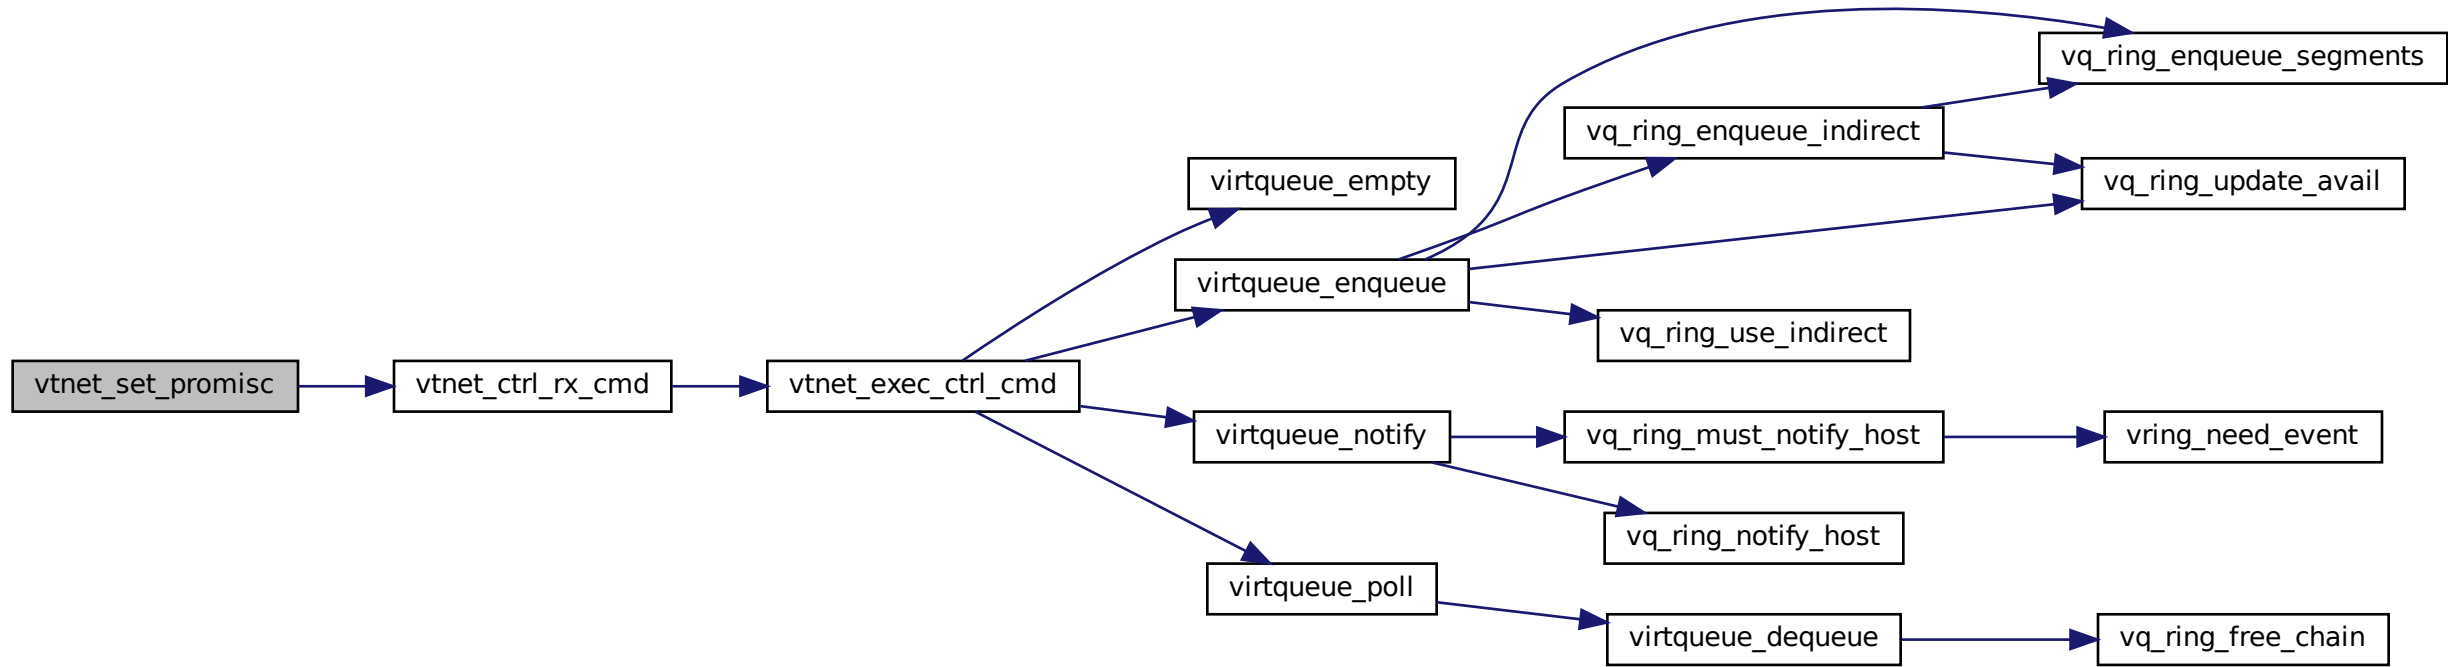 vtnet_set_promisc
vtnet_ctrl_rx_cmd
vtnet_exec_ctrl_cmd
virtqueue_empty
virtqueue_enqueue
virtqueue_notify
virtqueue_poll
vq_ring_enqueue_indirect
vq_ring_use_indirect
vq_ring_must_notify_host
vq_ring_notify_host
virtqueue_dequeue
vq_ring_enqueue_segments
vq_ring_update_avail
vring_need_event
vq_ring_free_chain